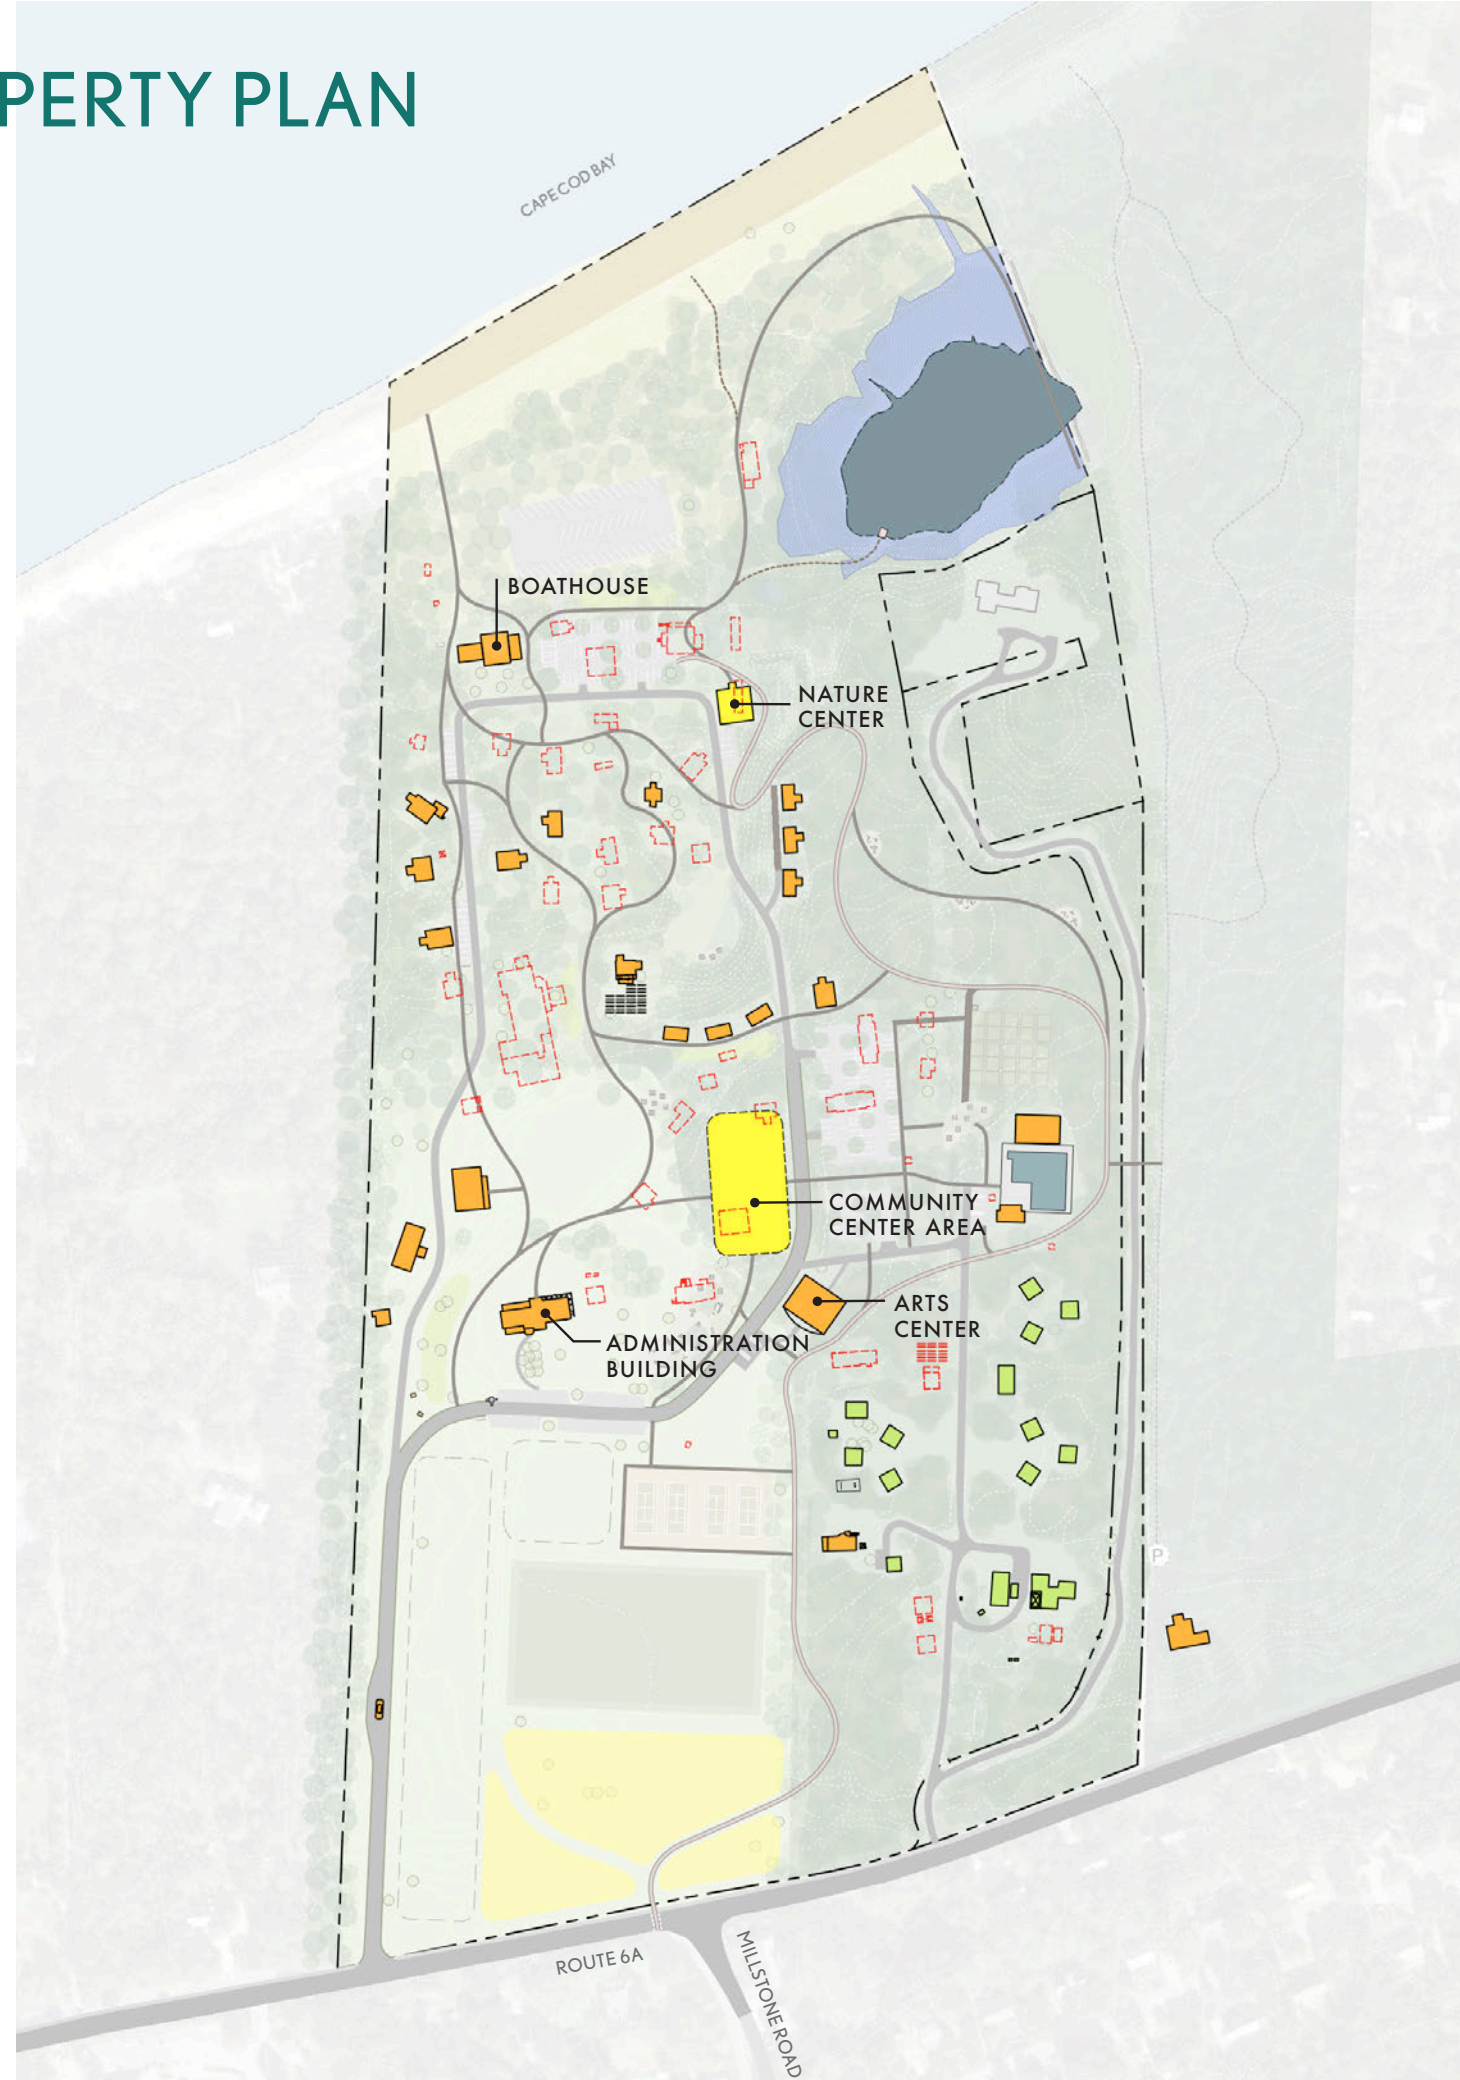 PERTY PLAN
CAPE COD BAY
BOATHOUSE
NATURE
CENTER
COMMUNITY
CENTER AREA
ARTS
CENTER
ADMINISTRATION
BUILDING
P
ROUTE 6A
MILLSTONE ROAD